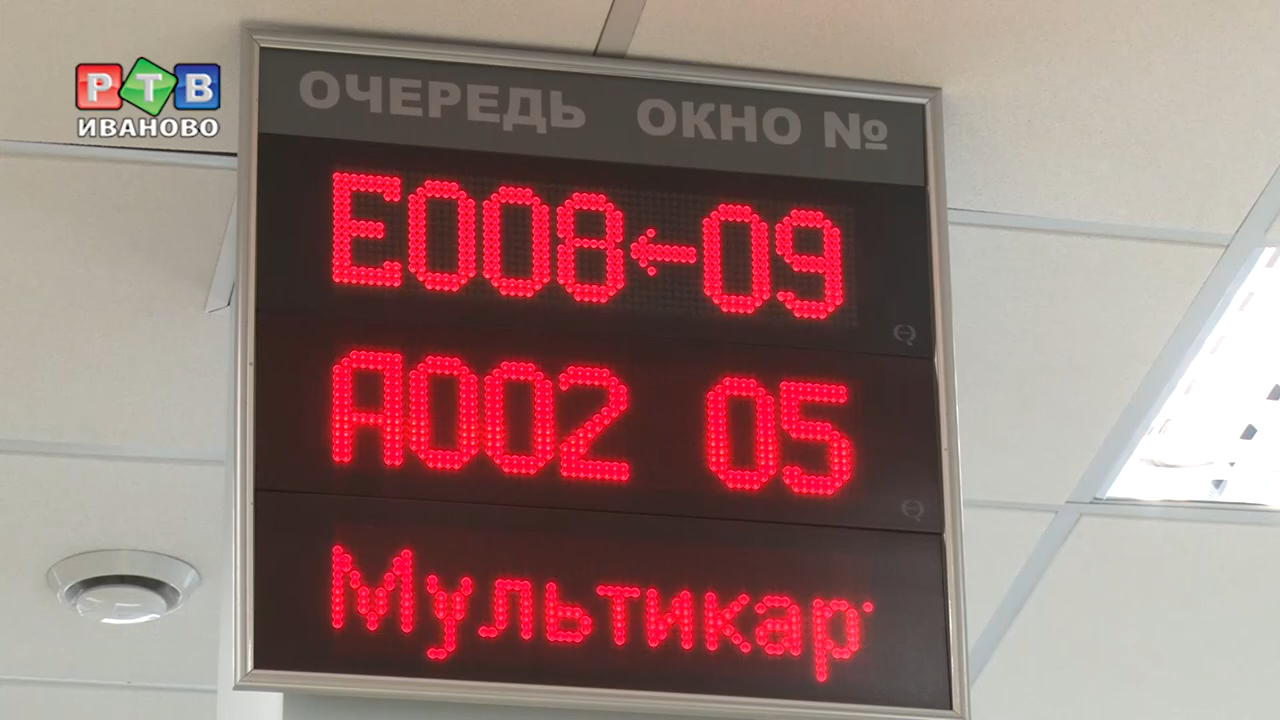 РТВ
ИВАНОВО
ОЧЕРЕДЬ ОКНО №
Е008←09
А002 05
Мультикар